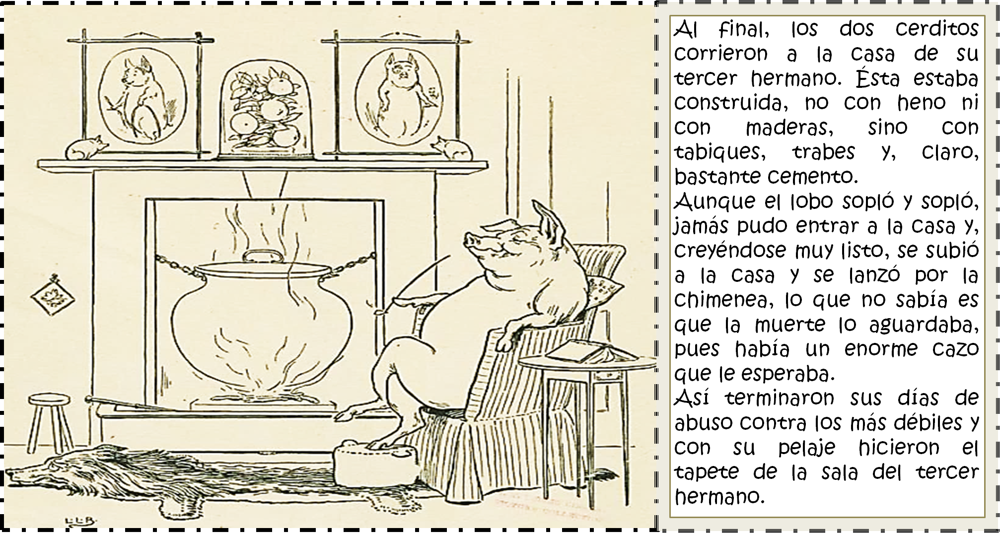 Al final, los dos cerditos
corrieron a la casa de su
tercer hermano. Ésta estaba
construida, no con heno ni
con maderas, sino con
tabiques, trabes y, claro,
bastante cemento.
Aunque el lobo sopló y sopló,
jamás pudo entrar a la casa y,
creyéndose muy listo, se subió
a la casa y se lanzó por la
chimenea, lo que no sabía es
que la muerte lo aguardaba,
pues había un enorme cazo
que le esperaba.
Así terminaron sus días de
abuso contra los más débiles y
con su pelaje hicieron el
tapete de la sala del tercer
hermano.
L.L.B.